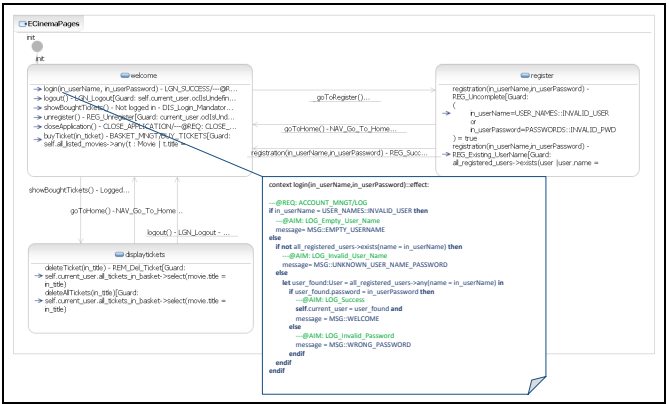 ECinemaPages
init
init
welcome
login(in_userName, in_userPassword) - LGN_SUCCESS/---@R...
logout() - LGN_Logout[Guard: self.current_user.oclIsUndefin...
showBoughtTickets() - Not logged in - DIS_Login_Mandator...
unregister() - REG_Unregister[Guard: current_user.oclIsUnd...
closeApplication() - CLOSE_APPLICATION/---@REQ: CLOSE_...
buyTicket(in_ticket) - BASKET_MNGT/BUY_TICKETS[Guard:
self.all_listed_movies->any(t : Movie | t.title =
goToRegister()...
goToHome() - NAV_Go_To_Home...
registration(in_userName,in_userPassword) - REG_Succ...
register
registration(in_userName,in_userPassword) -
REG_Uncomplete[Guard:
(
in_userName=USER_NAMES::INVALID_USER
or
in_userPassword=PASSWORDS::INVALID_PWD
) = true
registration(in_userName,in_userPassword) -
REG_Existing_UserName[Guard:
all_registered_users->exists(user |user.name =
showBoughtTickets() - Logged...
goToHome() - NAV_Go_To_Home...
logout() - LGN_Logout - ...
displaytickets
deleteTicket(in_title) - REM_Del_Ticket[Guard:
self.current_user.all_tickets_in_basket->select(movie.title =
in_title)
deleteAllTickets(in_title)[Guard:
self.current_user.all_tickets_in_basket->select(movie.title =
in_title)
context login(in_userName,in_userPassword)::effect:
---@REQ: ACCOUNT_MNGT/LOG
if in_userName = USER_NAMES::INVALID_USER then
---@AIM: LOG_Empty_User_Name
message= MSG::EMPTY_USERNAME
else
if not all_registered_users->exists(name = in_userName) then
---@AIM: LOG_Invalid_User_Name
message= MSG::UNKNOWN_USER_NAME_PASSWORD
else
let user_found:User = all_registered_users->any(name = in_userName) in
if user_found.password = in_userPassword then
---@AIM: LOG_Success
self.current_user = user_found and
message = MSG::WELCOME
else
---@AIM: LOG_Invalid_Password
message = MSG::WRONG_PASSWORD
endif
endif
endif